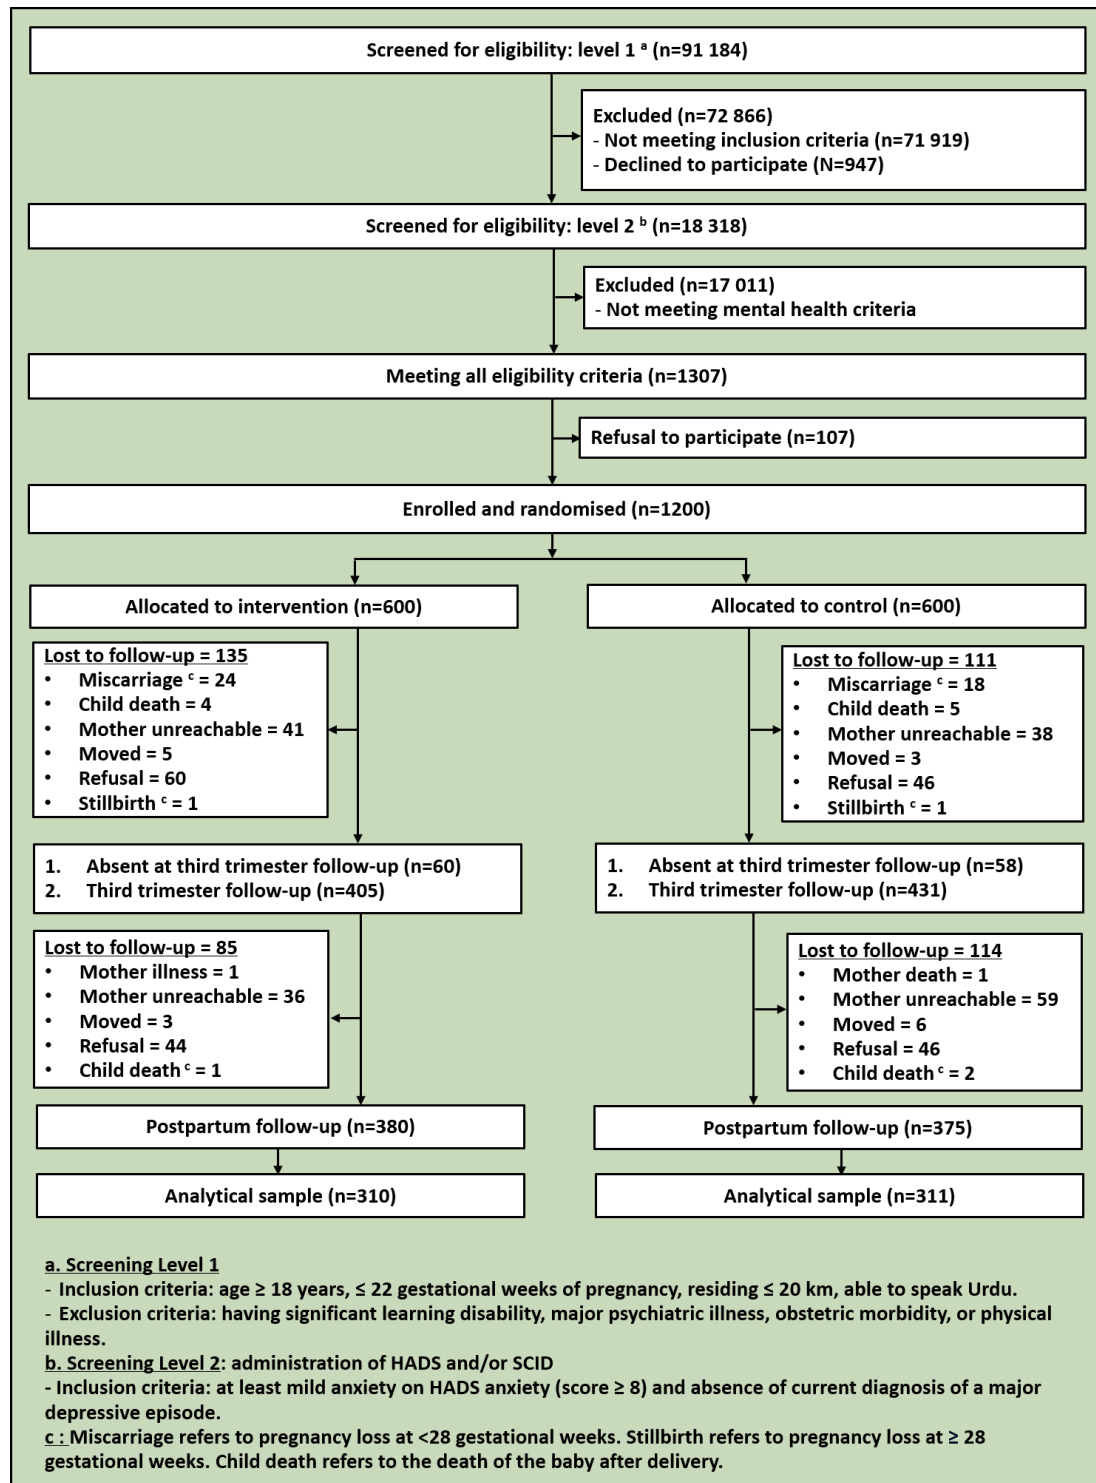 Screened for eligibility: level 1 a (n=91 184)
Excluded (n=72 866)
- Not meeting inclusion criteria (n=71 919)
- Declined to participate (N=947)
Screened for eligibility: level 2 b (n=18 318)
Excluded (n=17 011)
- Not meeting mental health criteria
Meeting all eligibility criteria (n=1307)
Refusal to participate (n=107)
Enrolled and randomised (n=1200)
Allocated to intervention (n=600)
Allocated to control (n=600)
Lost to follow-up = 135
• Miscarriage c = 24
• Child death = 4
• Mother unreachable = 41
• Moved = 5
• Refusal = 60
• Stillbirth c = 1
Lost to follow-up = 111
• Miscarriage c = 18
• Child death = 5
• Mother unreachable = 38
• Moved = 3
• Refusal = 46
• Stillbirth c = 1
1. Absent at third trimester follow-up (n=60)
2. Third trimester follow-up (n=405)
1. Absent at third trimester follow-up (n=58)
2. Third trimester follow-up (n=431)
Lost to follow-up = 85
• Mother illness = 1
• Mother unreachable = 36
• Moved = 3
• Refusal = 44
• Child death c = 1
Lost to follow-up = 114
• Mother death = 1
• Mother unreachable = 59
• Moved = 6
• Refusal = 46
• Child death c = 2
Postpartum follow-up (n=380)
Postpartum follow-up (n=375)
Analytical sample (n=310)
Analytical sample (n=311)
a. Screening Level 1
- Inclusion criteria: age ≥ 18 years, ≤ 22 gestational weeks of pregnancy, residing ≤ 20 km, able to speak Urdu.
- Exclusion criteria: having significant learning disability, major psychiatric illness, obstetric morbidity, or physical
illness.
b. Screening Level 2: administration of HADS and/or SCID
- Inclusion criteria: at least mild anxiety on HADS anxiety (score ≥ 8) and absence of current diagnosis of a major
depressive episode.
c : Miscarriage refers to pregnancy loss at <28 gestational weeks. Stillbirth refers to pregnancy loss at ≥ 28
gestational weeks. Child death refers to the death of the baby after delivery.